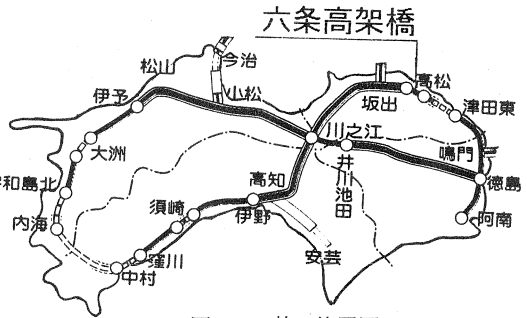 六条高架橋
今治
松山
高松
小松
坂出
伊予
津田東
川之江
鳴門
大洲
井川池田
高知
宇和島北
徳島
須崎
伊野
阿南
内海
安芸
窪川
中村